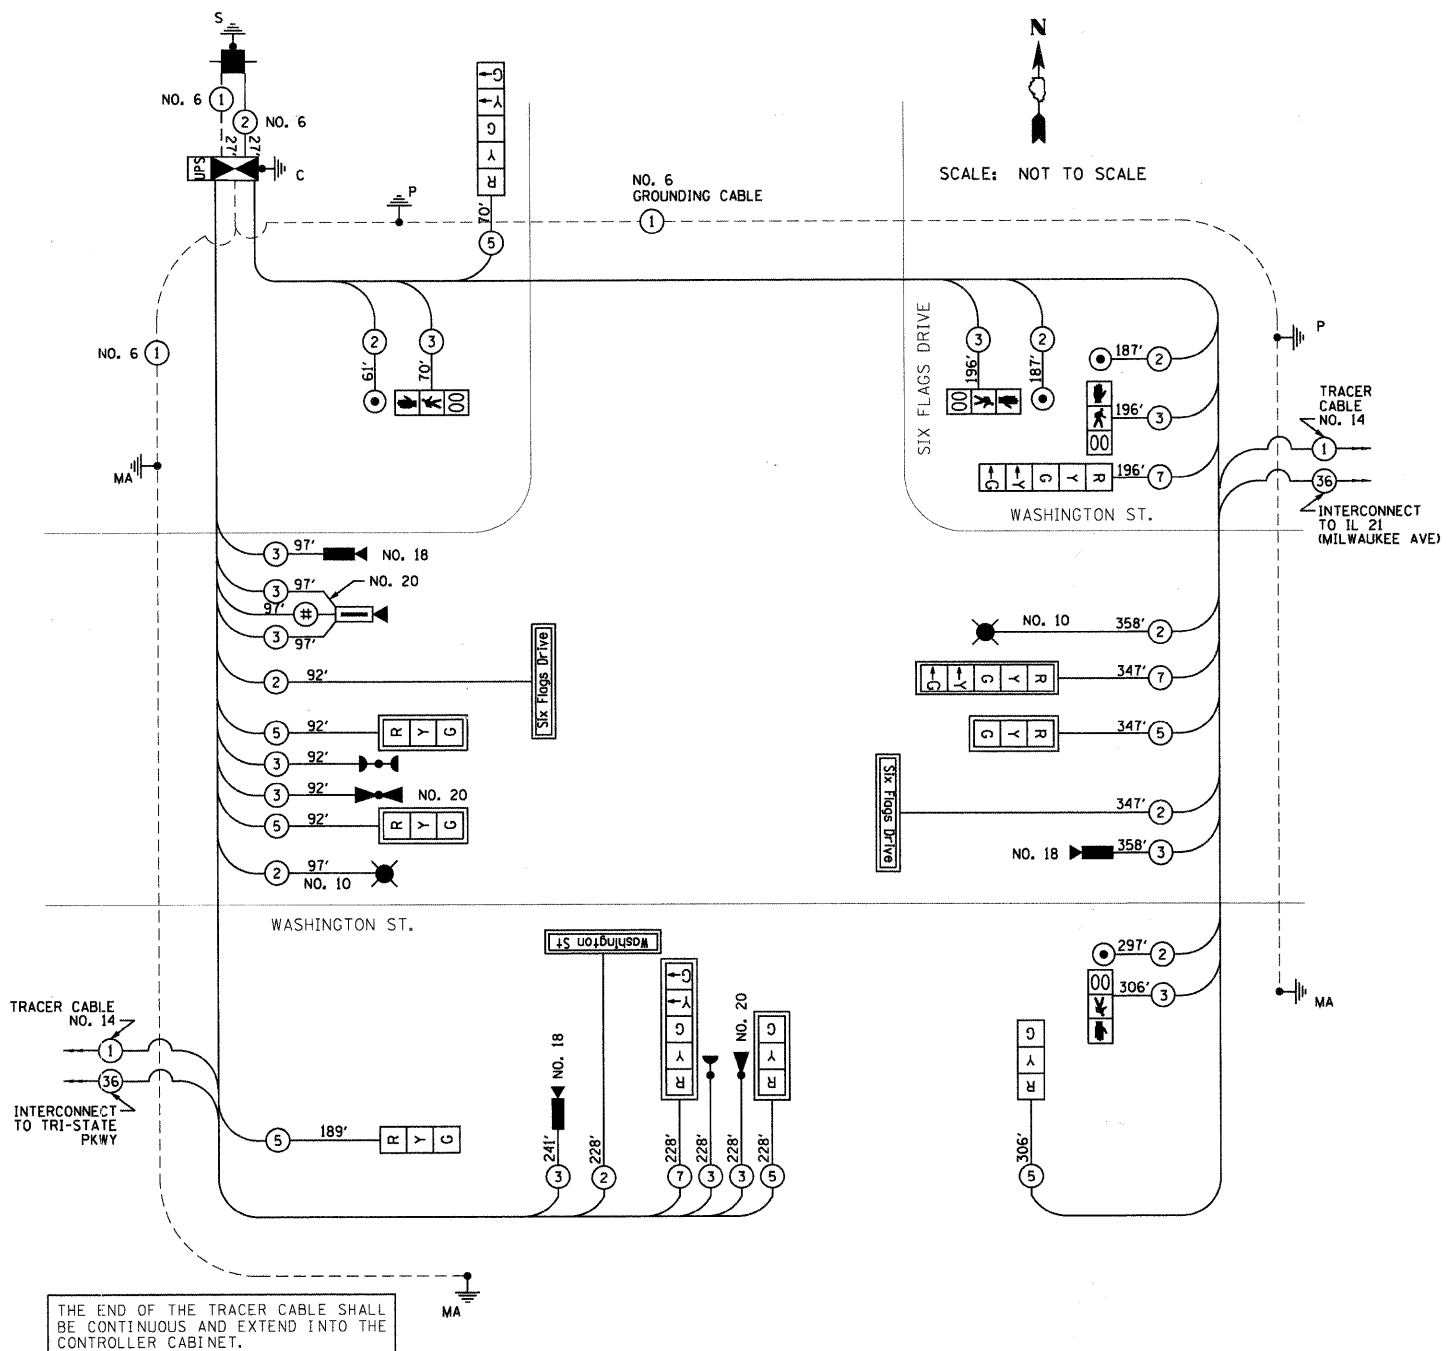 S
N
NO. 6 1
2 NO. 6
27' 27'
UPS
C
G Y G Y R
70'
5
P
NO. 6
GROUNDING CABLE
1
SCALE: NOT TO SCALE
NO. 6 1
2
61'
3
70'
00
SIX FLAGS DRIVE
3
196'
00
2
187'
187' 2
196' 3
00
G Y G Y R 196' 7
WASHINGTON ST.
P
TRACER
CABLE
NO. 14
1
36
INTERCONNECT
TO IL 21
(MILWAUKEE AVE)
MA
3 97' NO. 18
3 97' NO. 20
97' #
3 97'
2 92' Six Flags Drive
5 92' R Y G
3 92'
3 92' NO. 20
5 92' R Y G
2 97'
NO. 10
NO. 10 358' 2
G Y G Y R 347' 7
G Y R 347' 5
Six Flags Drive 347' 2
NO. 18 358' 3
WASHINGTON ST.
Washington St
297' 2
00 306' 3
MA
TRACER CABLE
NO. 14
1
36
INTERCONNECT
TO TRI-STATE
PKWY
5 189' R Y G
NO. 18
241'
3
228'
2
G Y G Y R
228'
7
228'
3
NO. 20
228'
3
G Y R
228'
5
G Y R
306'
5
MA
THE END OF THE TRACER CABLE SHALL
BE CONTINUOUS AND EXTEND INTO THE
CONTROLLER CABINET.